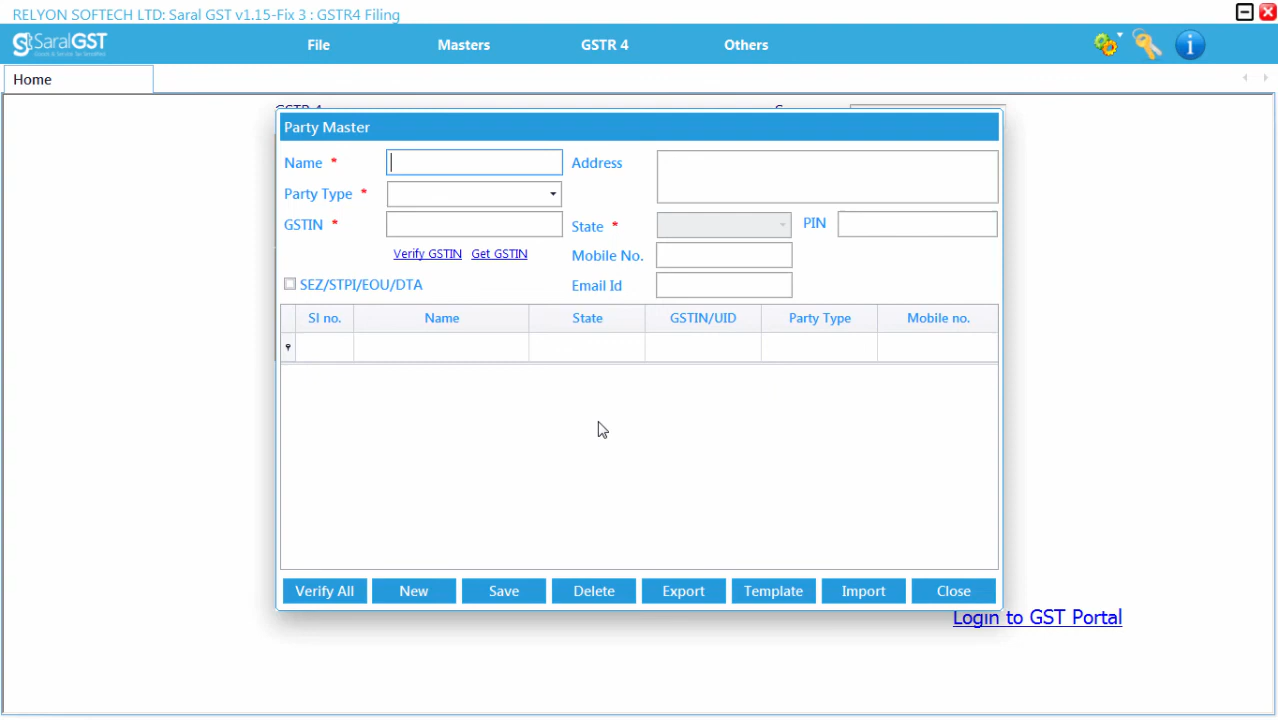 RELYON SOFTECH LTD: Saral GST v1.15-Fix 3 : GSTR4 Filing
SaralGST File Masters GSTR 4 Others
Home
Party Master
Name * Address
Party Type *
GSTIN * State * PIN
Verify GSTIN Get GSTIN Mobile No.
SEZ/STPI/EOU/DTA Email Id
Sl no. Name State GSTIN/UID Party Type Mobile no.
Verify All New Save Delete Export Template Import Close
Login to GST Portal